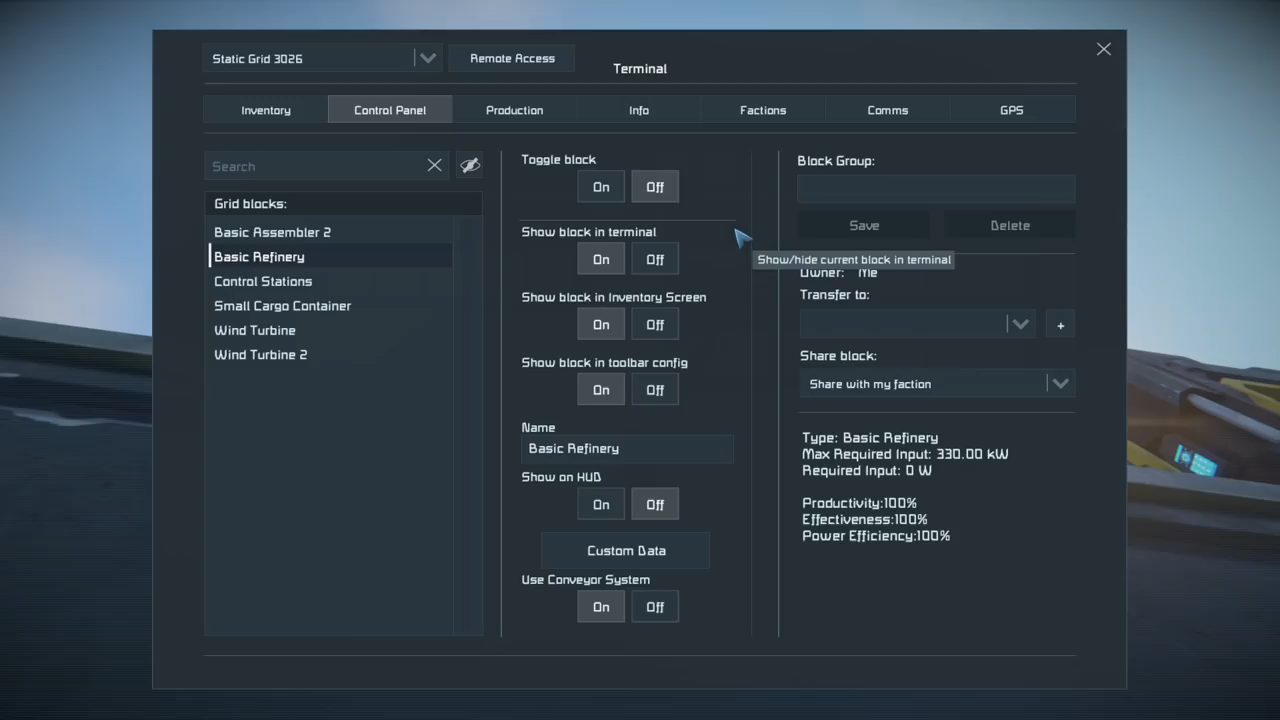 Static Grid 3026
Remote Access
Terminal
Inventory
Control Panel
Production
Info
Factions
Comms
GPS
Search
Grid blocks:
Basic Assembler 2
Basic Refinery
Control Stations
Small Cargo Container
Wind Turbine
Wind Turbine 2
Toggle block
On
Off
Show block in terminal
On
Off
Show block in Inventory Screen
On
Off
Show block in toolbar config
On
Off
Name
Basic Refinery
Show on HUD
On
Off
Custom Data
Use Conveyor System
On
Off
Block Group:
Save
Delete
Show/hide current block in terminal
Owner: Me
Transfer to:
+
Share block:
Share with my faction
Type: Basic Refinery
Max Required Input: 330.00 kW
Required Input: 0 W
Productivity:100%
Effectiveness:100%
Power Efficiency:100%